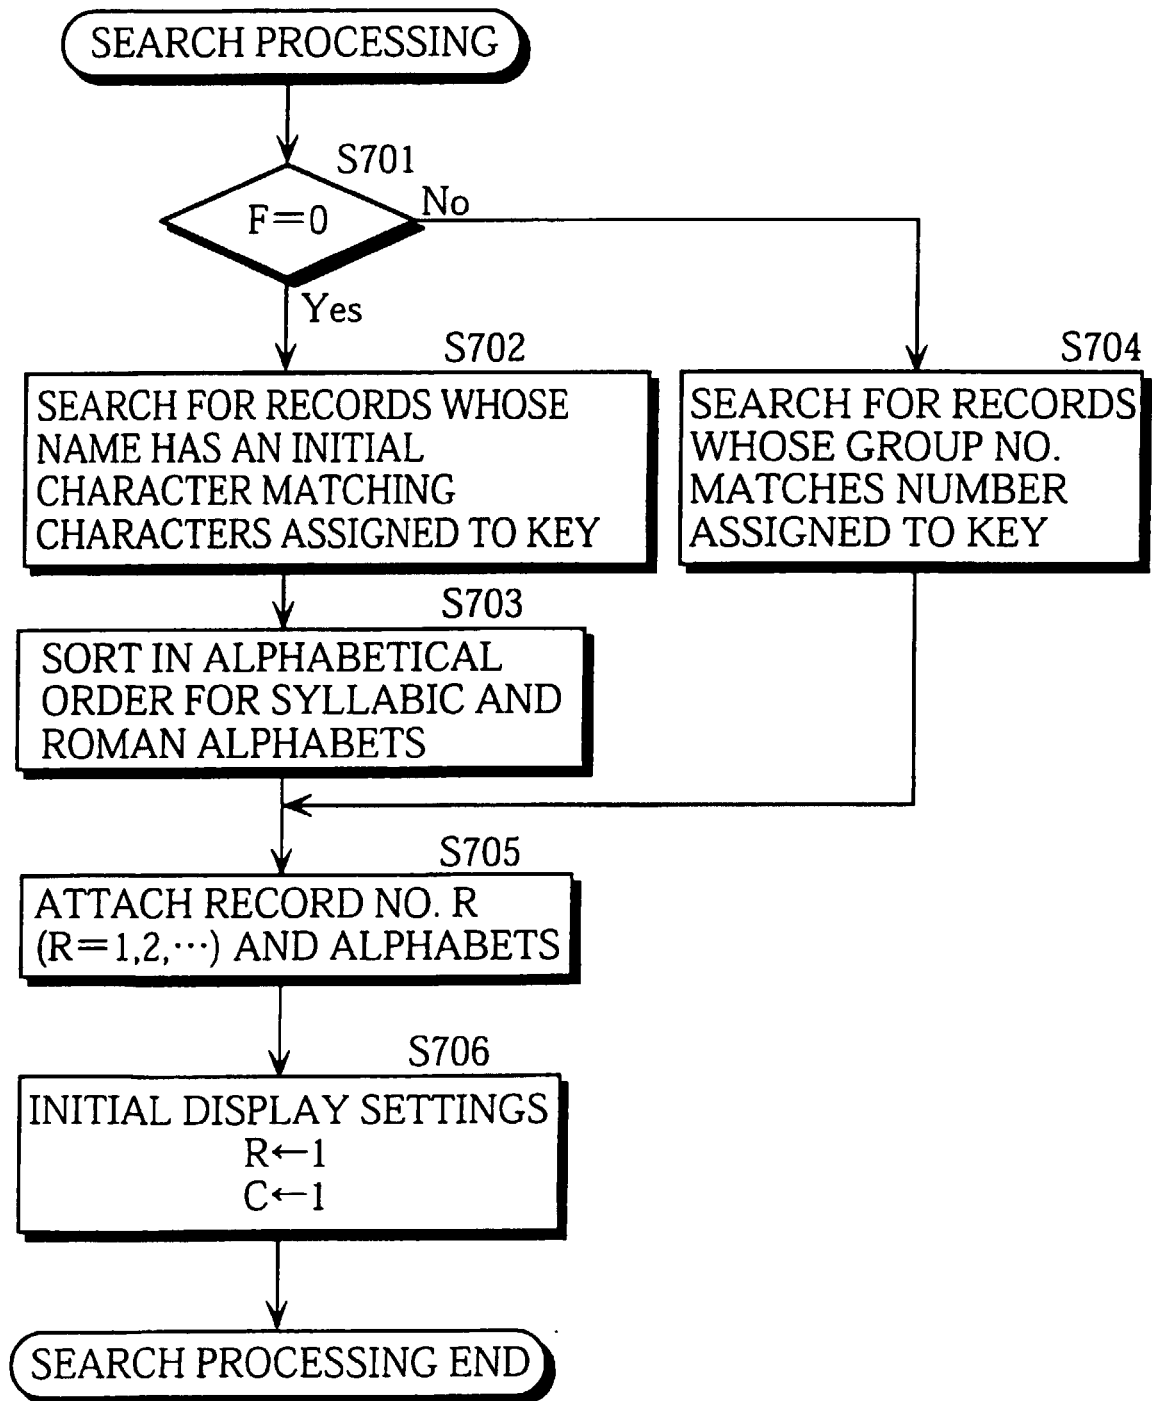 SEARCH PROCESSING
S701
F=0
No
Yes
S702
SEARCH FOR RECORDS WHOSE
NAME HAS AN INITIAL
CHARACTER MATCHING
CHARACTERS ASSIGNED TO KEY
S704
SEARCH FOR RECORDS
WHOSE GROUP NO.
MATCHES NUMBER
ASSIGNED TO KEY
S703
SORT IN ALPHABETICAL
ORDER FOR SYLLABIC AND
ROMAN ALPHABETS
S705
ATTACH RECORD NO. R
(R=1,2,⋯) AND ALPHABETS
S706
INITIAL DISPLAY SETTINGS
R←1
C←1
SEARCH PROCESSING END